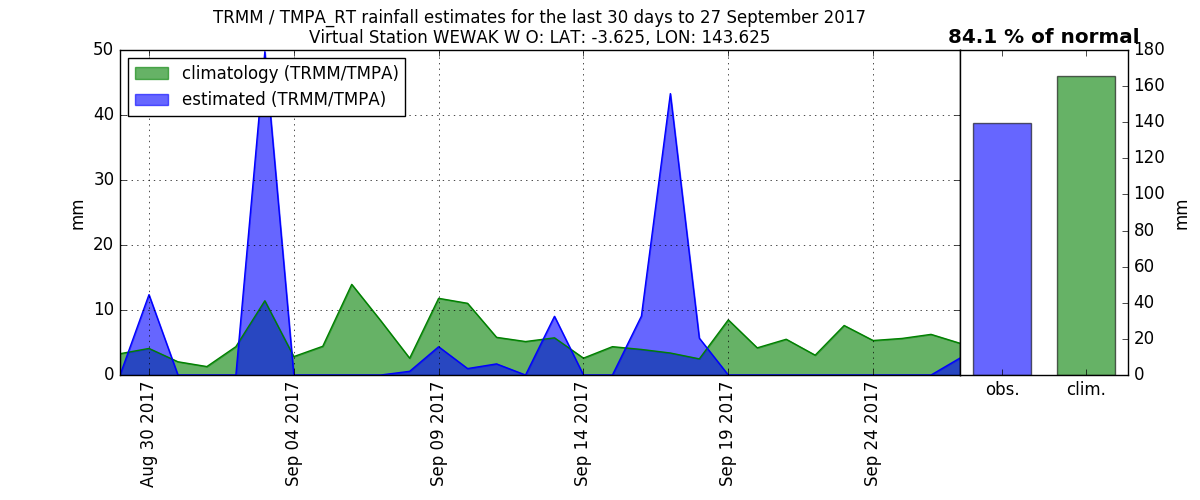 TRMM / TMPA_RT rainfall estimates for the last 30 days to 27 September 2017
Virtual Station WEWAK W O: LAT: -3.625, LON: 143.625
84.1 % of normal
climatology (TRMM/TMPA)
estimated (TRMM/TMPA)
50
40
30
20
10
0
mm
Aug 30 2017
Sep 04 2017
Sep 09 2017
Sep 14 2017
Sep 19 2017
Sep 24 2017
obs.
clim.
180
160
140
120
100
80
60
40
20
0
mm